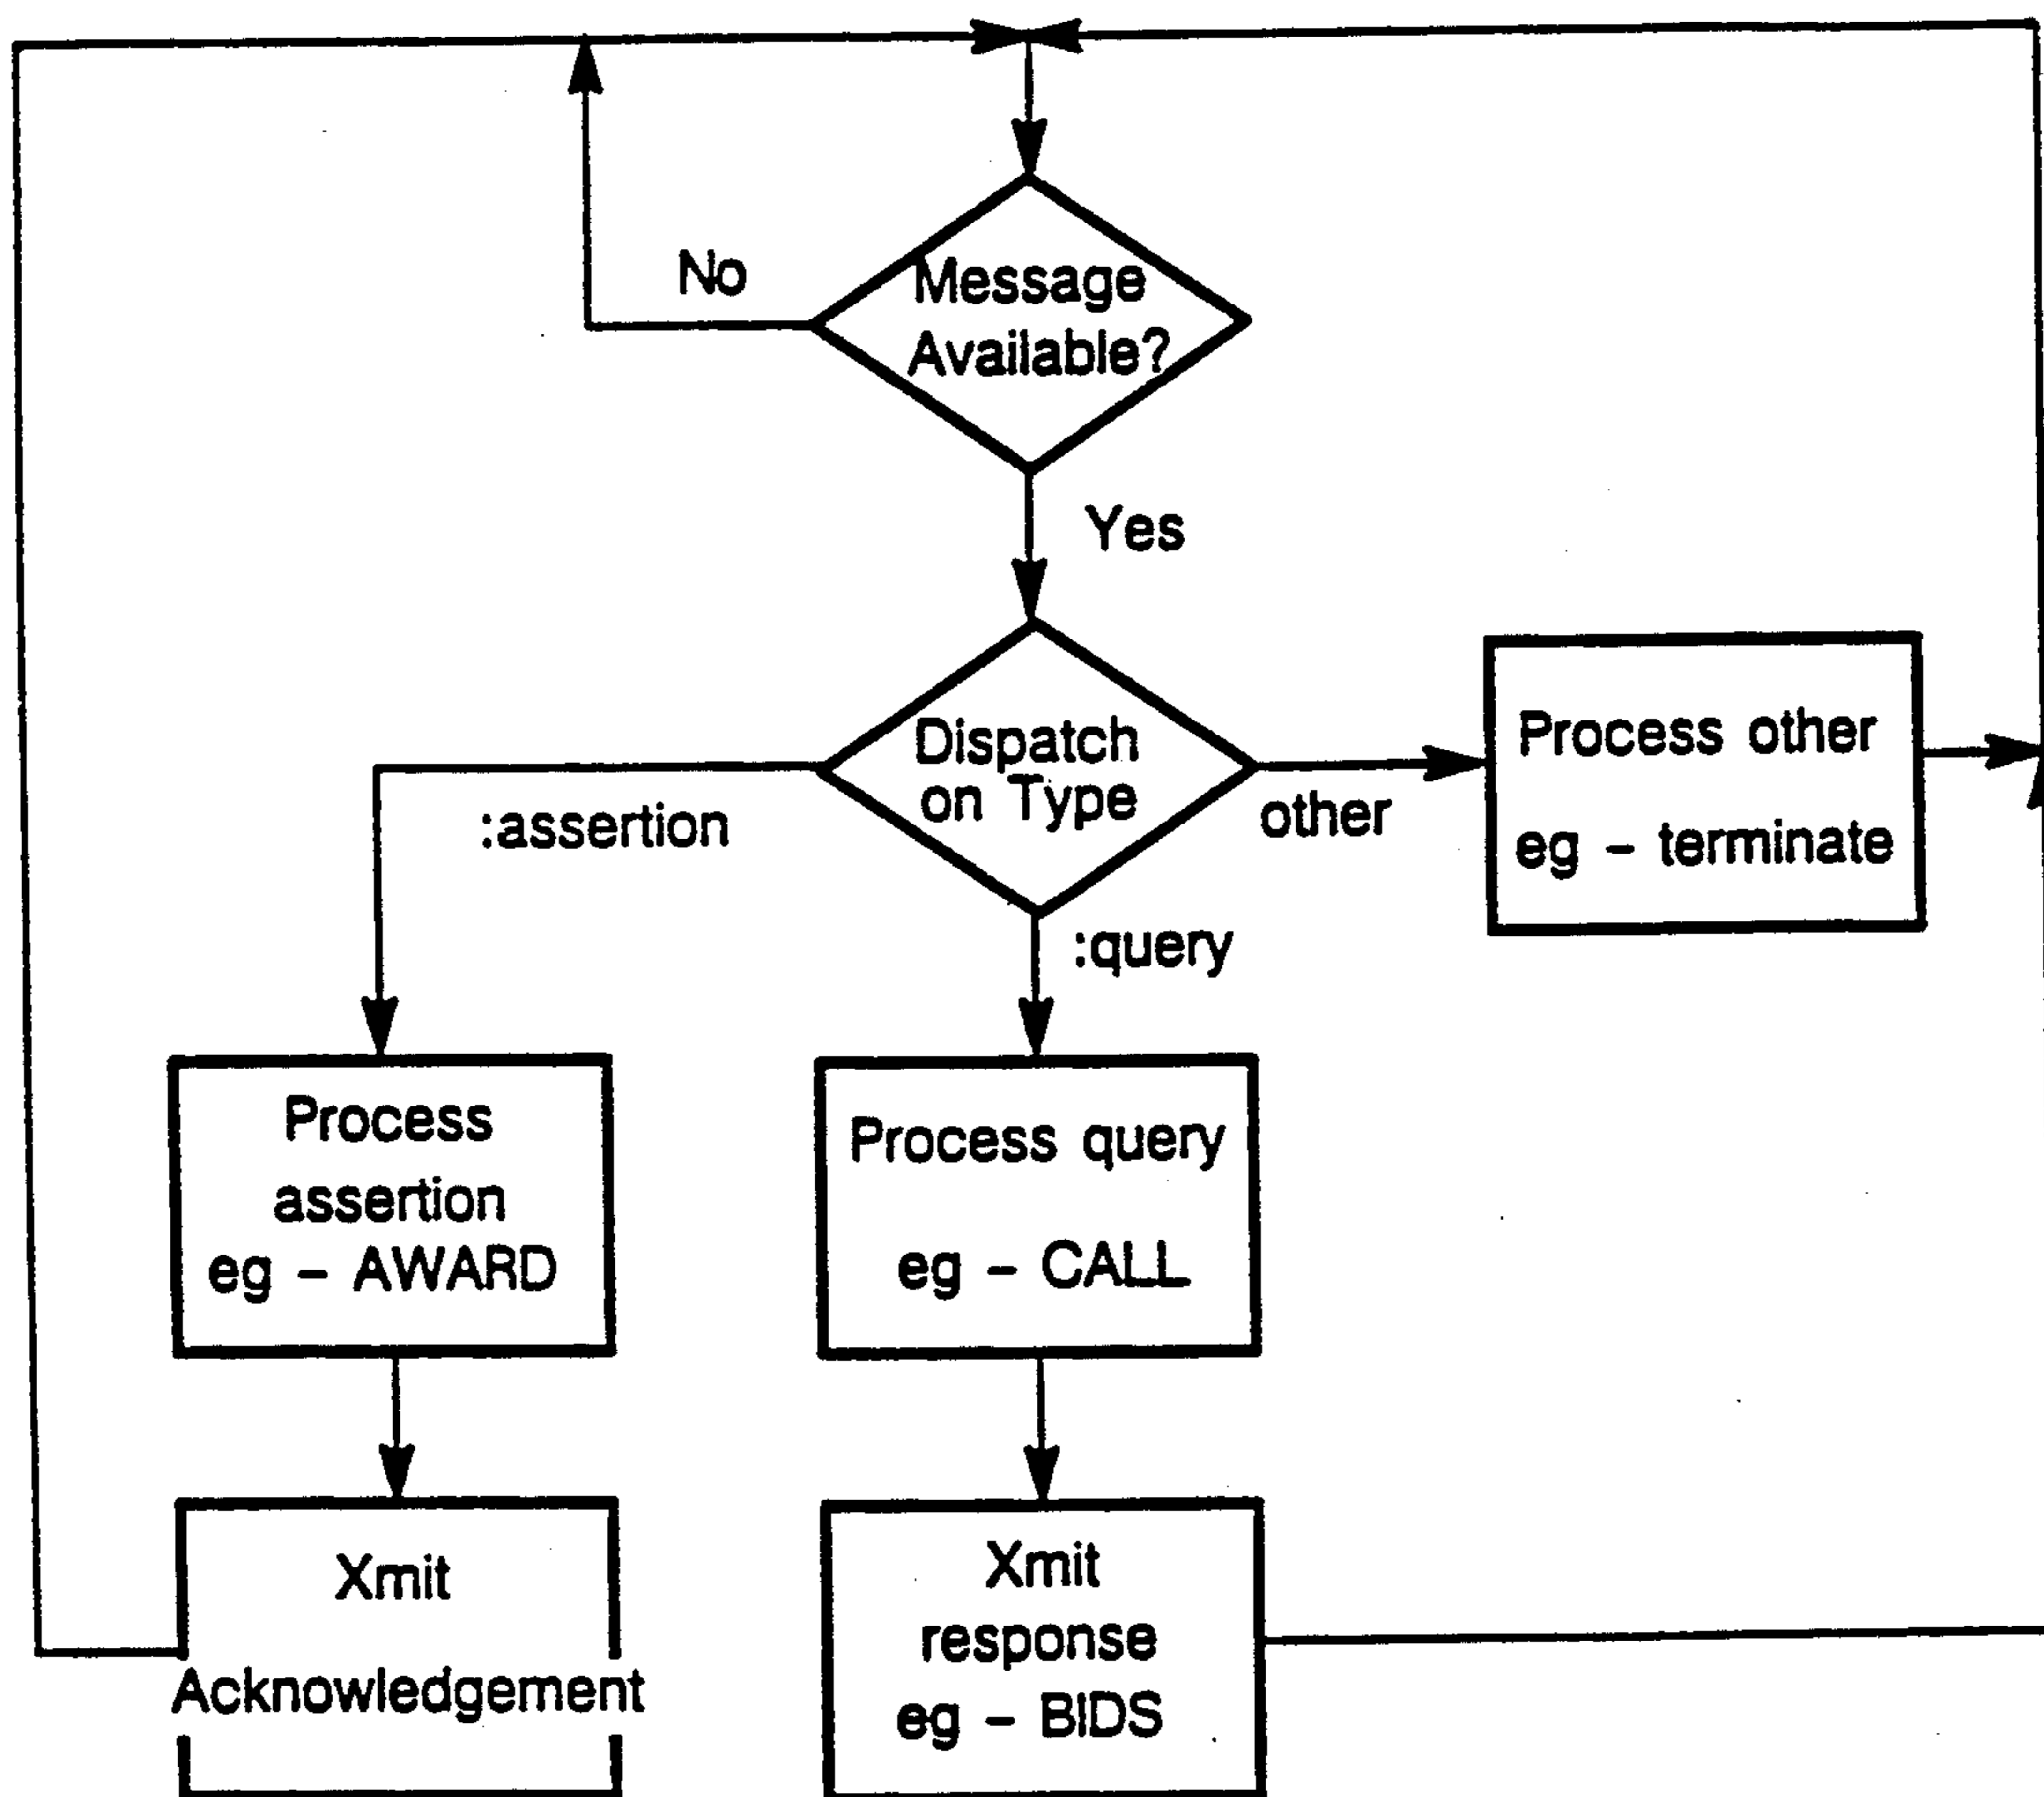 No
Message
Available?
Yes
Dispatch
on Type
:assertion
other
:query
Process other
eg – terminate
Process
assertion
eg – AWARD
Process query
eg – CALL
Xmit
Acknowledgement
Xmit
response
eg – BIDS